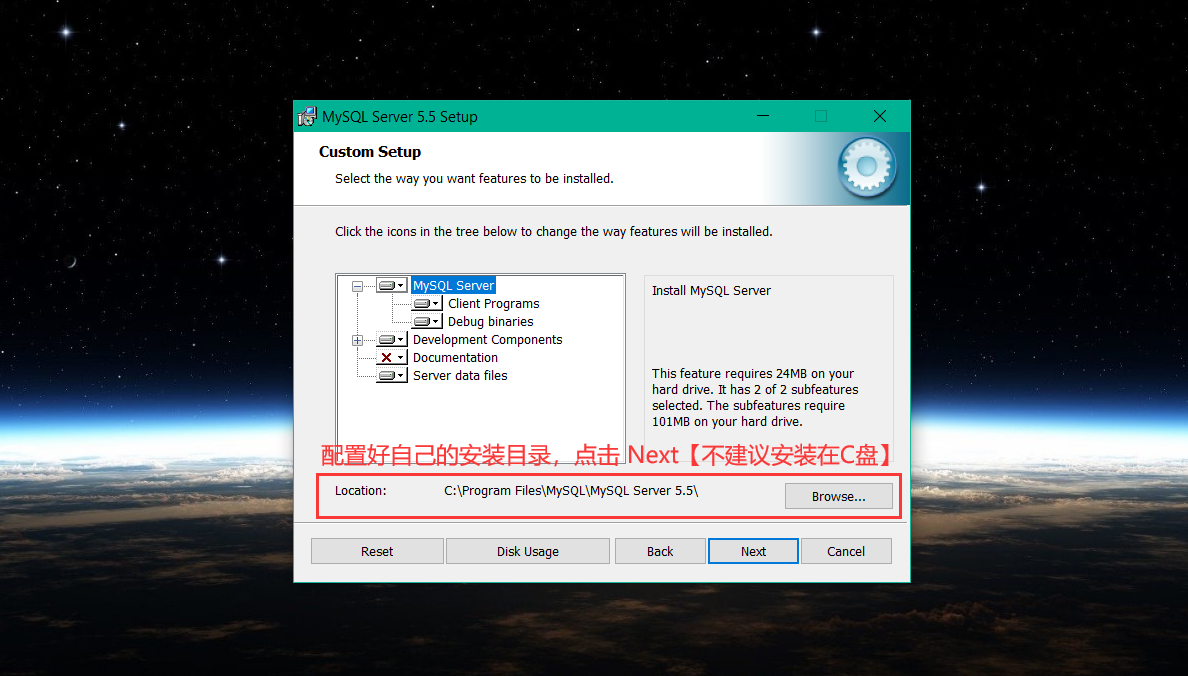 MySQL Server 5.5 Setup
Custom Setup
Select the way you want features to be installed.
Click the icons in the tree below to change the way features will be installed.
MySQL Server
Client Programs
Debug binaries
Development Components
Documentation
Server data files
Install MySQL Server
This feature requires 24MB on your
hard drive. It has 2 of 2 subfeatures
selected. The subfeatures require
101MB on your hard drive.
配置好自己的安装目录，点击 Next【不建议安装在C盘】
Location: C:\Program Files\MySQL\MySQL Server 5.5\ Browse...
Reset Disk Usage Back Next Cancel